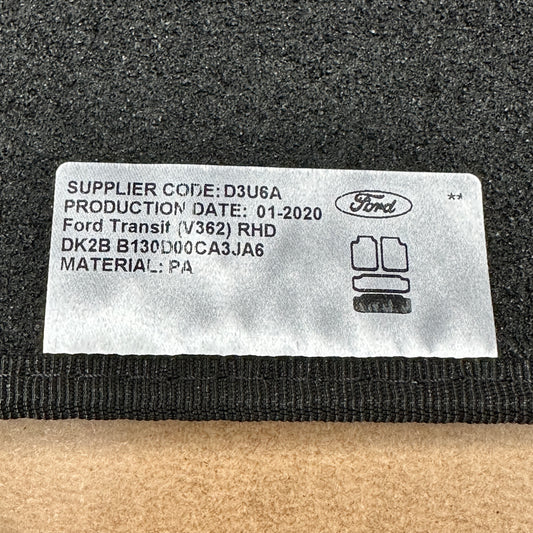 SUPPLIER CODE: D3U6A
PRODUCTION DATE: 01-2020
Ford Transit (V362) RHD
DK2B B130D00CA3JA6
MATERIAL: PA
Ford
**